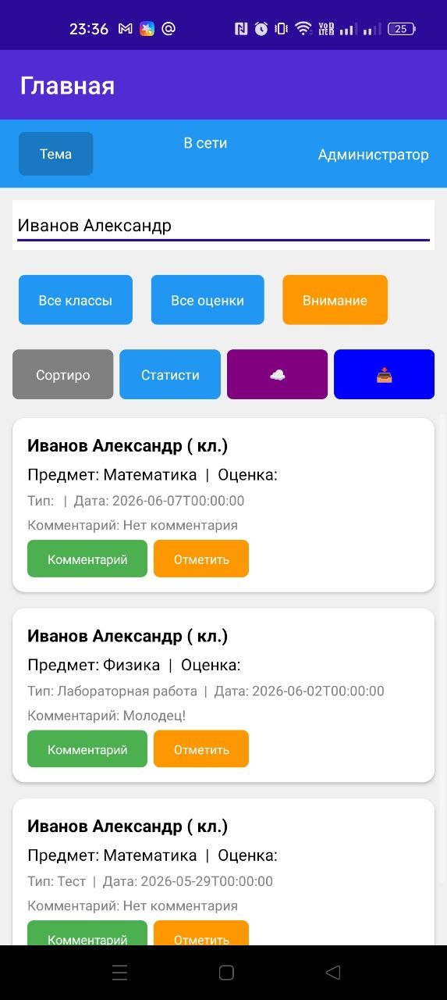 23:36 25
Главная
Тема В сети Администратор
Иванов Александр
Все классы Все оценки Внимание
Сортиро Статисти
Иванов Александр ( кл.)
Предмет: Математика | Оценка:
Тип: | Дата: 2026-06-07T00:00:00
Комментарий: Нет комментария
Комментарий Отметить
Иванов Александр ( кл.)
Предмет: Физика | Оценка:
Тип: Лабораторная работа | Дата: 2026-06-02T00:00:00
Комментарий: Молодец!
Комментарий Отметить
Иванов Александр ( кл.)
Предмет: Математика | Оценка:
Тип: Тест | Дата: 2026-05-29T00:00:00
Комментарий: Нет комментария
Комментарий Отметить